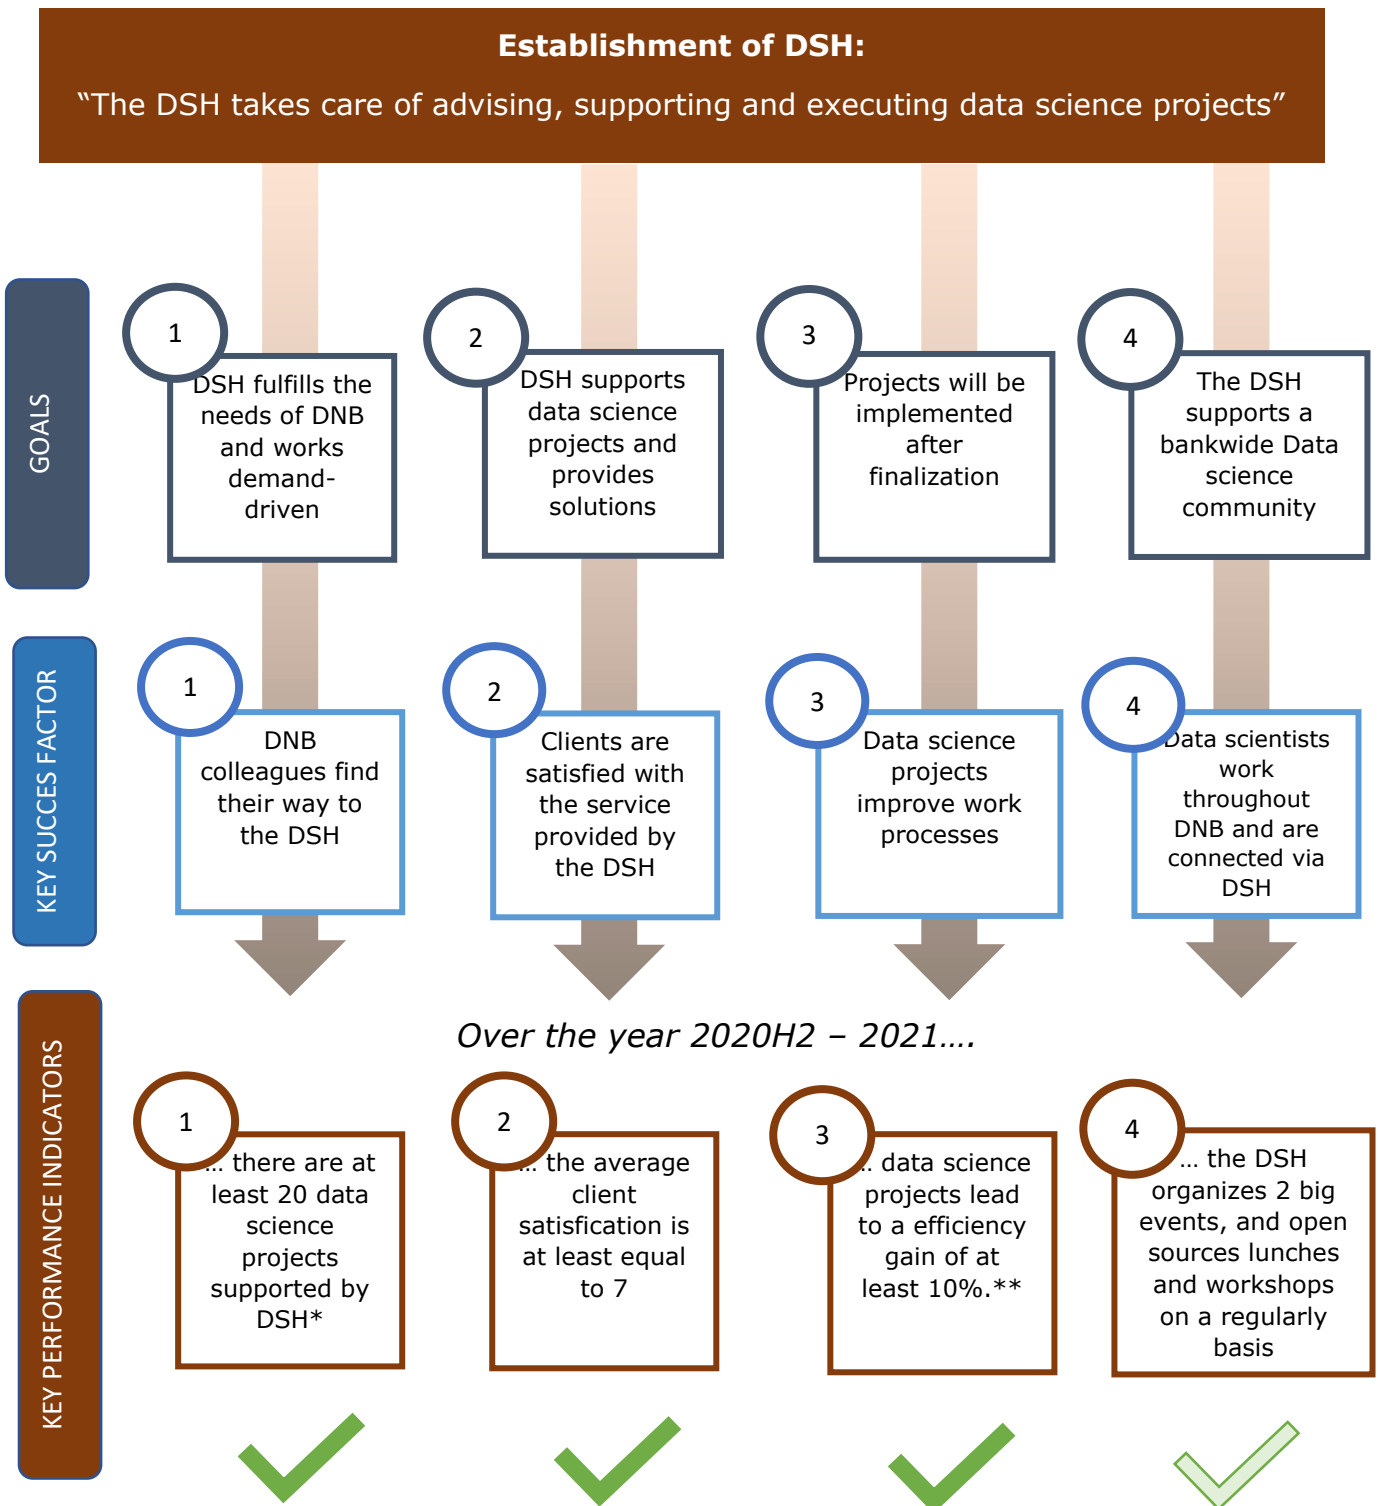 Establishment of DSH:
“The DSH takes care of advising, supporting and executing data science projects”
GOALS
1
DSH fulfills the
needs of DNB
and works
demand-
driven
2
DSH supports
data science
projects and
provides
solutions
3
Projects will be
implemented
after
finalization
4
The DSH
supports a
bankwide Data
science
community
KEY SUCCES FACTOR
1
DNB
colleagues find
their way to
the DSH
2
Clients are
satisfied with
the service
provided by
the DSH
3
Data science
projects
improve work
processes
4
Data scientists
work
throughout
DNB and are
connected via
DSH
KEY PERFORMANCE INDICATORS
Over the year 2020H2 – 2021….
1
… there are at
least 20 data
science
projects
supported by
DSH*
2
… the average
client
satisfication is
at least equal
to 7
3
… data science
projects lead
to a efficiency
gain of at
least 10%.**
4
… the DSH
organizes 2 big
events, and open
sources lunches
and workshops
on a regularly
basis